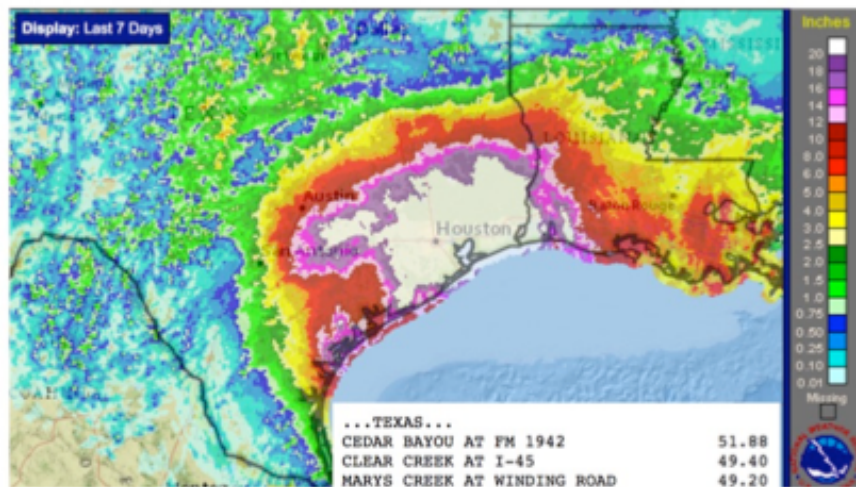 Display: Last 7 Days
Inches
20
18
16
14
12
10
8.0
6.0
5.0
4.0
3.0
2.5
2.0
1.5
1.0
0.75
0.50
0.25
0.10
0.01
Missing
LOUISIANA
Austin
Houston
Baton Rouge
...TEXAS...
CEDAR BAYOU AT FM 1942 51.88
CLEAR CREEK AT I-45 49.40
MARYS CREEK AT WINDING ROAD 49.20